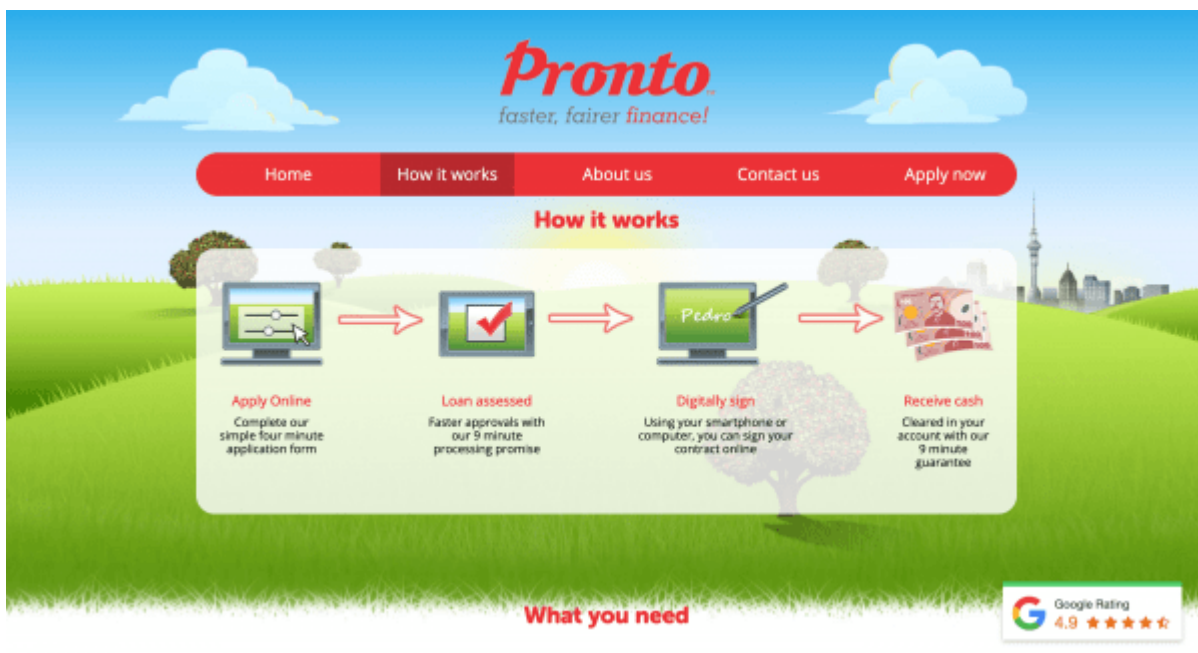 Pronto
faster, fairer finance!
Home
How it works
About us
Contact us
Apply now
How it works
Pedro
100
Apply Online
Complete our
simple four minute
application form
Loan assessed
Faster approvals with
our 9 minute
processing promise
Digitally sign
Using your smartphone or
computer, you can sign your
contract online
Receive cash
Cleared in your
account with our
9 minute
guarantee
What you need
Google Rating
4.9